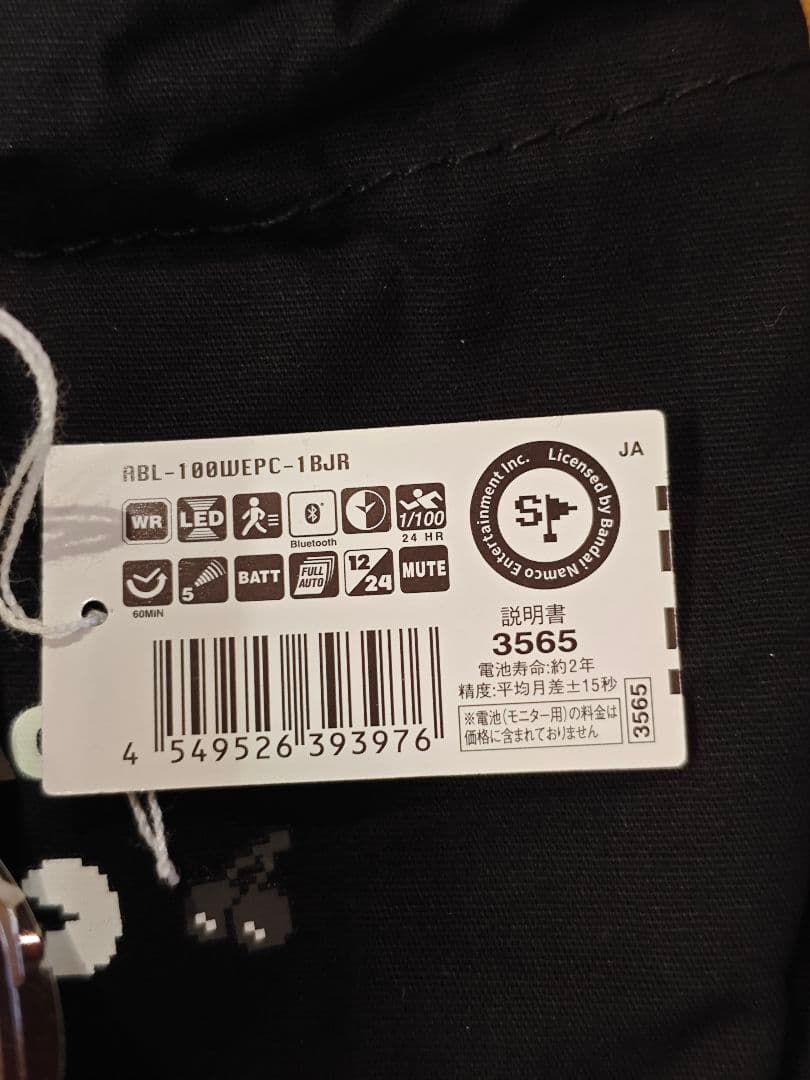 ABL-100WEPC-1BJR
JA
WR
LED
Bluetooth
1/100
24 HR
60MIN
5
BATT
FULL
AUTO
12/24
MUTE
Licensed by Bandai Namco Entertainment Inc.
SP
説明書
3565
電池寿命:約2年
精度:平均月差±15秒
※電池(モニター用)の料金は
価格に含まれておりません
3565
4 549526 393976